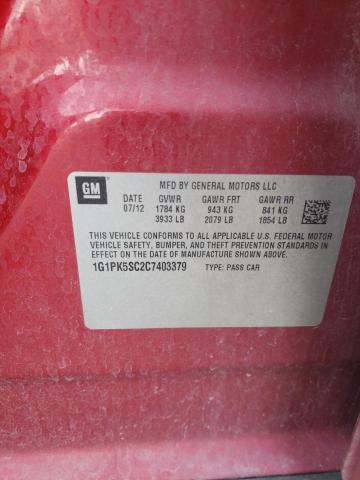 GM
MFD BY GENERAL MOTORS LLC
DATE GVWR GAWR FRT GAWR RR
07/12 1784 KG 943 KG 841 KG
3933 LB 2079 LB 1854 LB
THIS VEHICLE CONFORMS TO ALL APPLICABLE U.S. FEDERAL MOTOR
VEHICLE SAFETY, BUMPER, AND THEFT PREVENTION STANDARDS IN
EFFECT ON THE DATE OF MANUFACTURE SHOWN ABOVE.
1G1PK5SC2C7403379 TYPE: PASS CAR